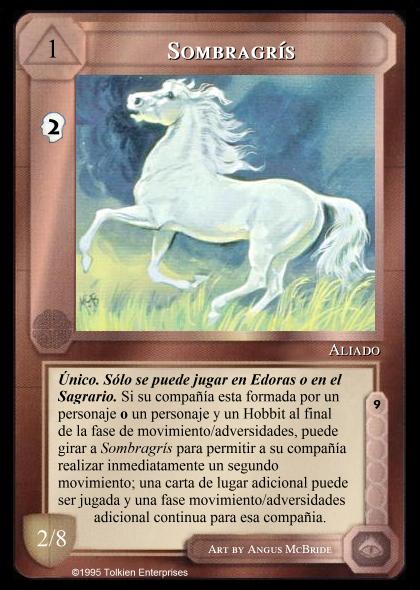 1
SOMBRAGRÍS
2
ALIADO
Único. Sólo se puede jugar en Edoras o en el
Sagrario. Si su compañía esta formada por un
personaje o un personaje y un Hobbit al final
de la fase de movimiento/adversidades, puede
girar a Sombragrís para permitir a su compañía
realizar inmediatamente un segundo
movimiento; una carta de lugar adicional puede
ser jugada y una fase movimiento/adversidades
adicional continua para esa compañia.
9
2/8
ART BY ANGUS MCBRIDE
©1995 Tolkien Enterprises